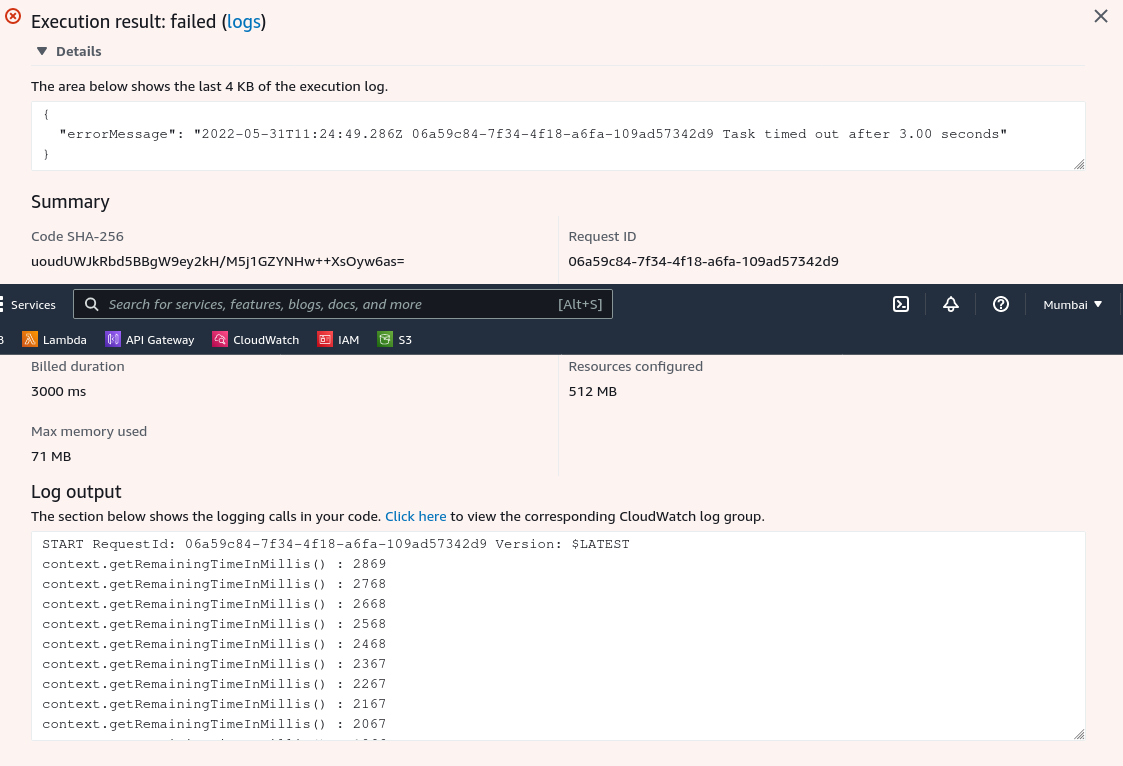 Execution result: failed (logs)
Details
The area below shows the last 4 KB of the execution log.
{
"errorMessage": "2022-05-31T11:24:49.286Z 06a59c84-7f34-4f18-a6fa-109ad57342d9 Task timed out after 3.00 seconds"
}
Summary
Code SHA-256
uoudUWJkRbd5BBgW9ey2kH/M5j1GZYNHw++XsOyw6as=
Request ID
06a59c84-7f34-4f18-a6fa-109ad57342d9
Services
Search for services, features, blogs, docs, and more [Alt+S]
Mumbai
Lambda API Gateway CloudWatch IAM S3
Billed duration
3000 ms
Resources configured
512 MB
Max memory used
71 MB
Log output
The section below shows the logging calls in your code. Click here to view the corresponding CloudWatch log group.
START RequestId: 06a59c84-7f34-4f18-a6fa-109ad57342d9 Version: $LATEST
context.getRemainingTimeInMillis() : 2869
context.getRemainingTimeInMillis() : 2768
context.getRemainingTimeInMillis() : 2668
context.getRemainingTimeInMillis() : 2568
context.getRemainingTimeInMillis() : 2468
context.getRemainingTimeInMillis() : 2367
context.getRemainingTimeInMillis() : 2267
context.getRemainingTimeInMillis() : 2167
context.getRemainingTimeInMillis() : 2067